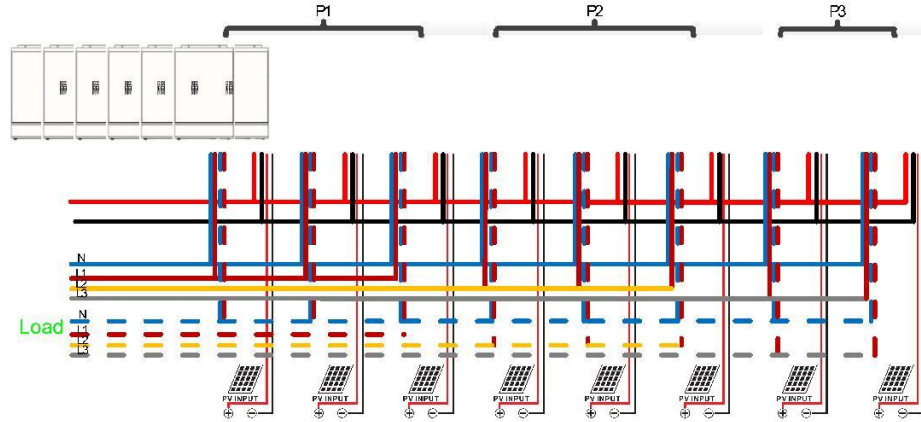 P1 P2 P3
N
L1
L2
L3
N
Load
L1
L2
L3
PV INPUT PV INPUT PV INPUT PV INPUT PV INPUT PV INPUT PV INPUT PV INPUT
+ − + − + − + − + − + − + − + −